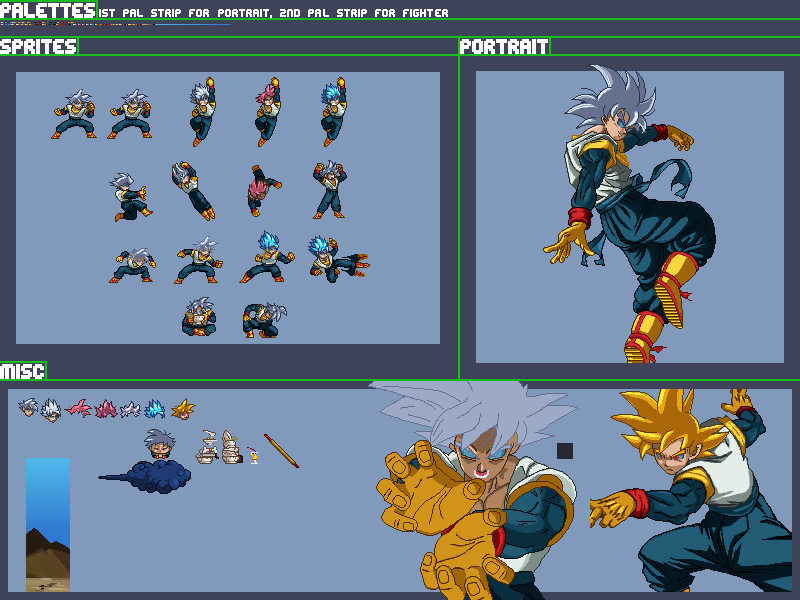 PALETTES 1ST PAL STRIP FOR PORTRAIT, 2ND PAL STRIP FOR FIGHTER
SPRITES
PORTRAIT
MISC